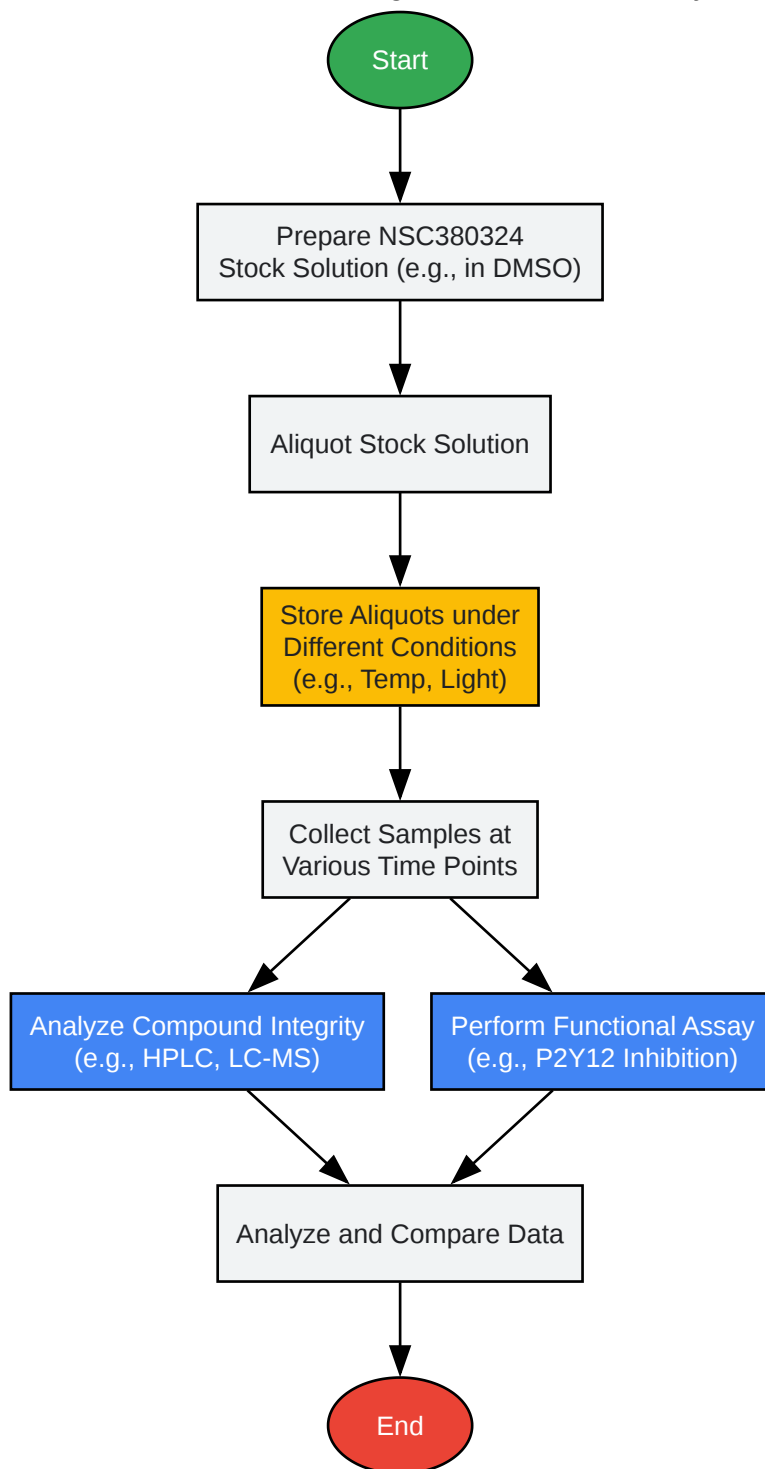 Start
Prepare NSC380324
Stock Solution (e.g., in DMSO)
Aliquot Stock Solution
Store Aliquots under
Different Conditions
(e.g., Temp, Light)
Collect Samples at
Various Time Points
Analyze Compound Integrity
(e.g., HPLC, LC-MS)
Perform Functional Assay
(e.g., P2Y12 Inhibition)
Analyze and Compare Data
End